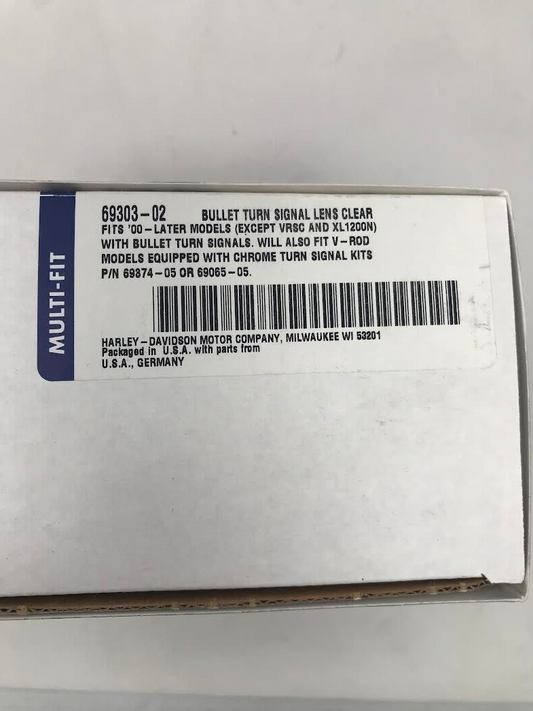 MULTI-FIT
69303-02 BULLET TURN SIGNAL LENS CLEAR
FITS '00-LATER MODELS (EXCEPT VRSC AND XL1200N)
WITH BULLET TURN SIGNALS. WILL ALSO FIT V-ROD
MODELS EQUIPPED WITH CHROME TURN SIGNAL KITS
P/N 69874-05 OR 69065-05.
HARLEY-DAVIDSON MOTOR COMPANY, MILWAUKEE WI 53201
Packaged in U.S.A. with parts from
U.S.A., GERMANY